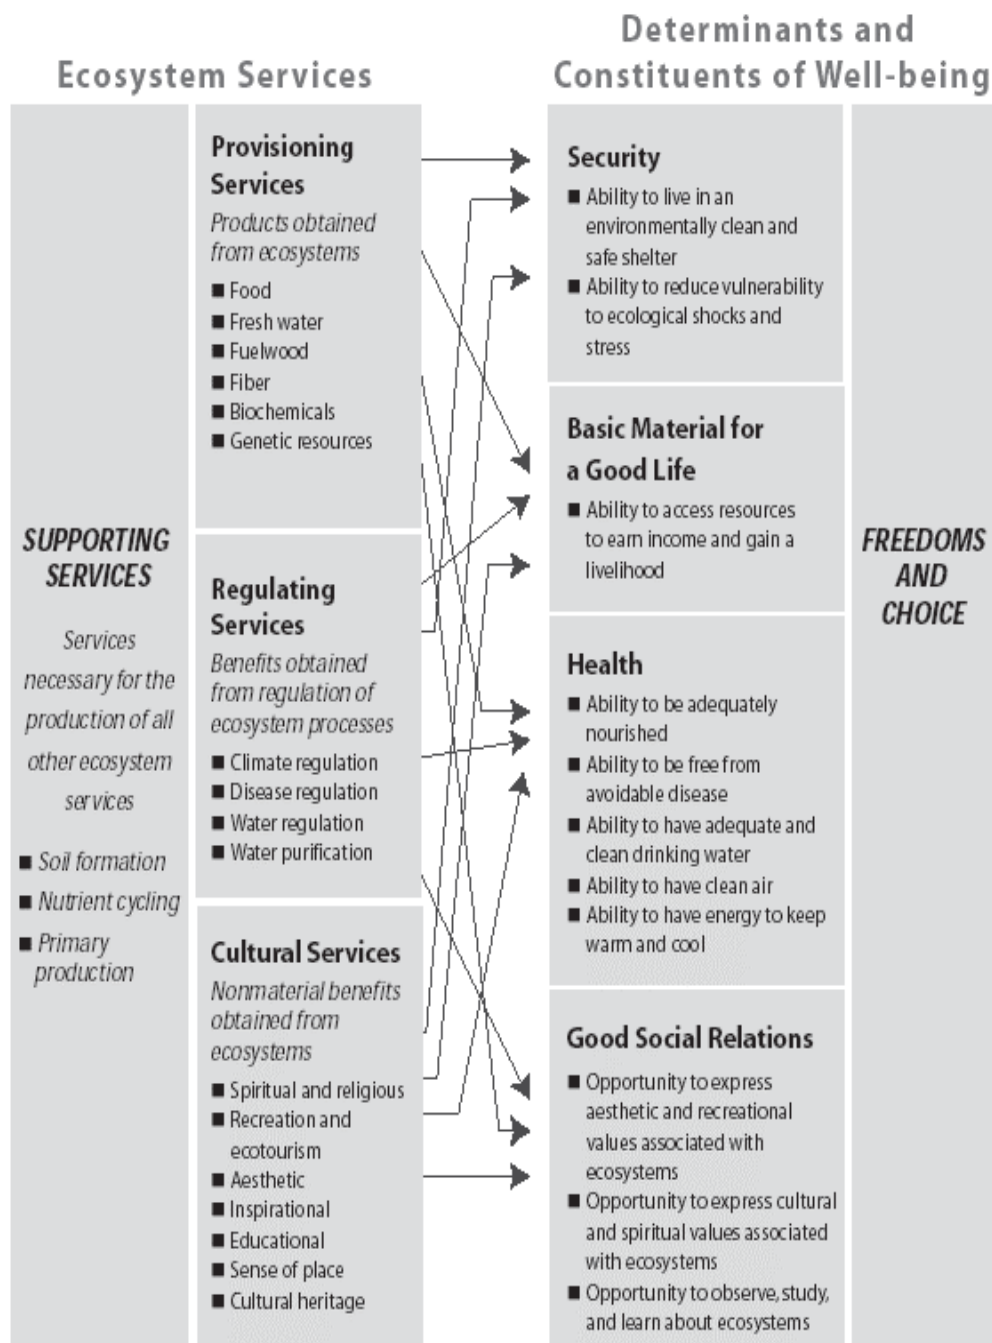 Ecosystem Services
SUPPORTING
SERVICES
Services
necessary for the
production of all
other ecosystem
services
■ Soil formation
■ Nutrient cycling
■ Primary
production
Provisioning
Services
Products obtained
from ecosystems
■ Food
■ Fresh water
■ Fuelwood
■ Fiber
■ Biochemicals
■ Genetic resources
Regulating
Services
Benefits obtained
from regulation of
ecosystem processes
■ Climate regulation
■ Disease regulation
■ Water regulation
■ Water purification
Cultural Services
Nonmaterial benefits
obtained from
ecosystems
■ Spiritual and religious
■ Recreation and
ecotourism
■ Aesthetic
■ Inspirational
■ Educational
■ Sense of place
■ Cultural heritage
Determinants and
Constituents of Well-being
Security
■ Ability to live in an
environmentally clean and
safe shelter
■ Ability to reduce vulnerability
to ecological shocks and
stress
Basic Material for
a Good Life
■ Ability to access resources
to earn income and gain a
livelihood
Health
■ Ability to be adequately
nourished
■ Ability to be free from
avoidable disease
■ Ability to have adequate and
clean drinking water
■ Ability to have clean air
■ Ability to have energy to keep
warm and cool
Good Social Relations
■ Opportunity to express
aesthetic and recreational
values associated with
ecosystems
■ Opportunity to express cultural
and spiritual values associated
with ecosystems
■ Opportunity to observe, study,
and learn about ecosystems
FREEDOMS
AND
CHOICE